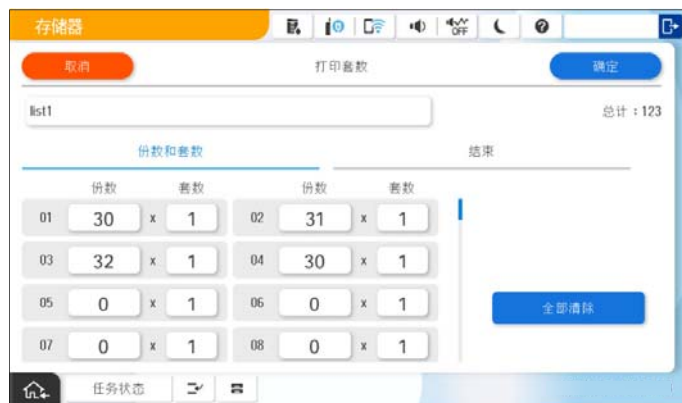 存储器
OFF
取消 打印套数 确定
list1 总计：123
份数和套数 结束
份数 套数 份数 套数
01 30 x 1 02 31 x 1
03 32 x 1 04 30 x 1
05 0 x 1 06 0 x 1
全部清除
07 0 x 1 08 0 x 1
任务状态